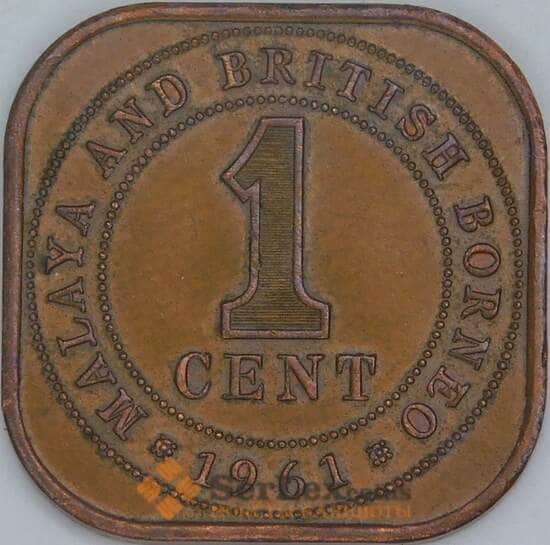 MALAYA AND BRITISH BORNEO
1
CENT
1961